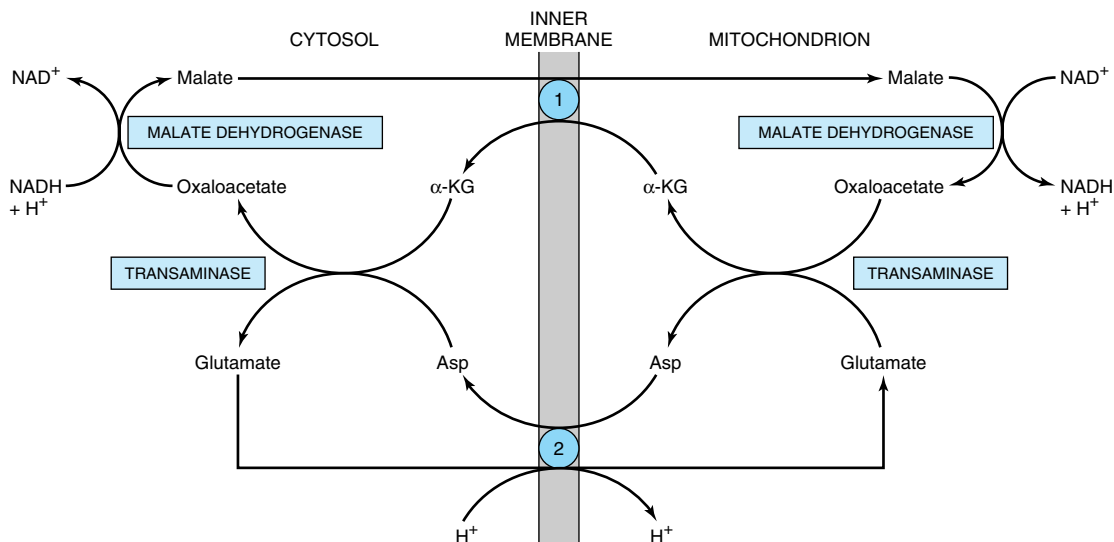 INNER
MEMBRANE
CYTOSOL
MITOCHONDRION
NAD+
Malate
Malate
NAD+
1
MALATE DEHYDROGENASE
MALATE DEHYDROGENASE
NADH
+ H+
Oxaloacetate
α-KG
α-KG
Oxaloacetate
NADH
+ H+
TRANSAMINASE
TRANSAMINASE
Glutamate
Asp
Asp
Glutamate
2
H+
H+